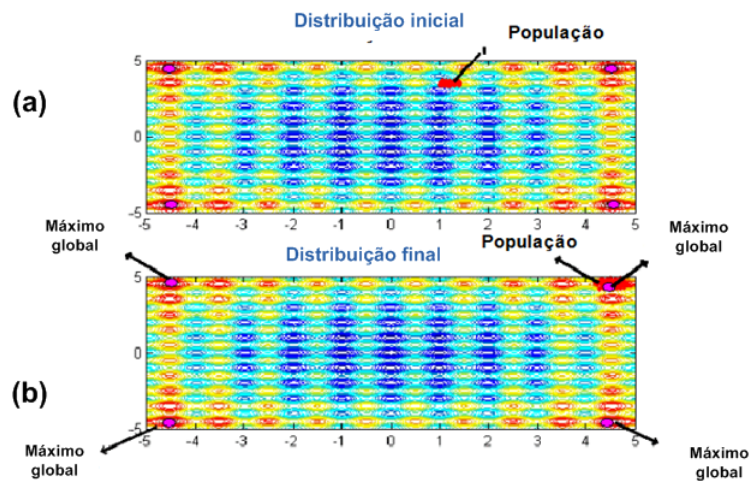 Distribuição inicial
População
(a)
5
0
-5
-5 -4 -3 -2 -1 0 1 2 3 4 5
Máximo
global
Distribuição final
População
Máximo
global
(b)
5
0
-5
-5 -4 -3 -2 -1 0 1 2 3 4 5
Máximo
global
Máximo
global